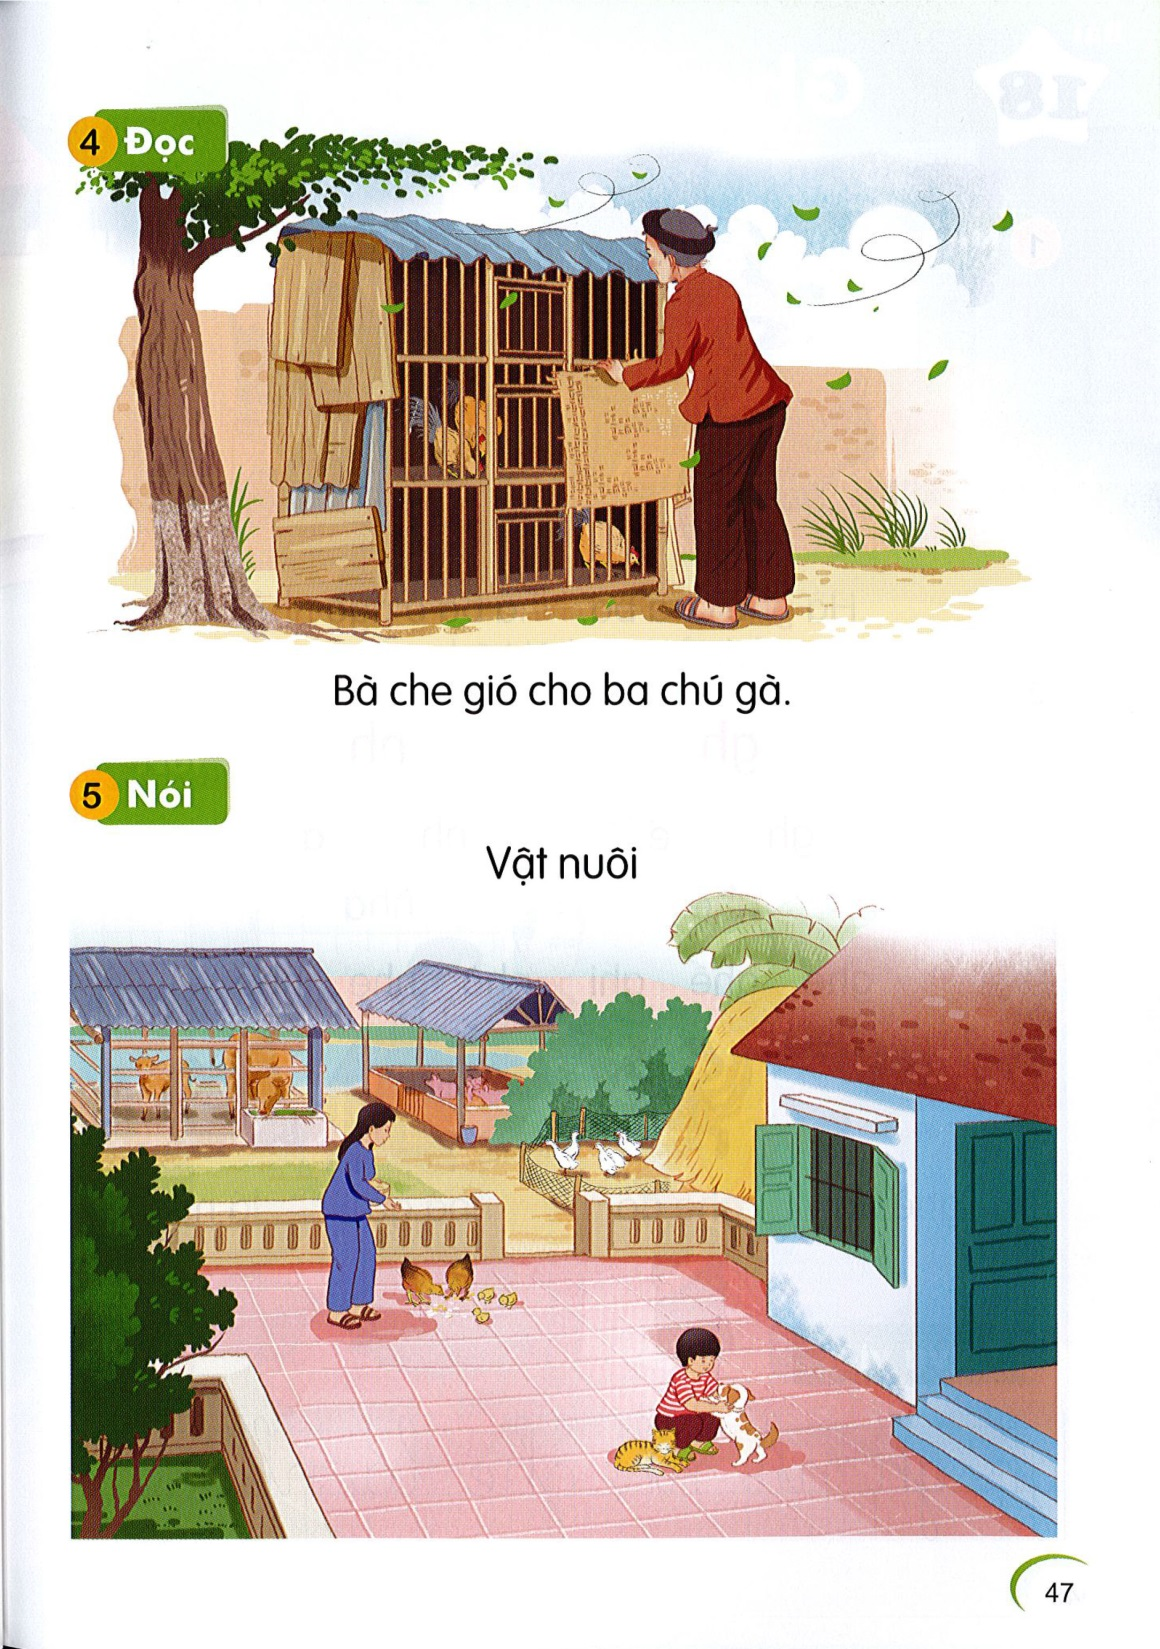 4 Đọc
Bà che gió cho ba chú gà.
5 Nói
Vật nuôi
47